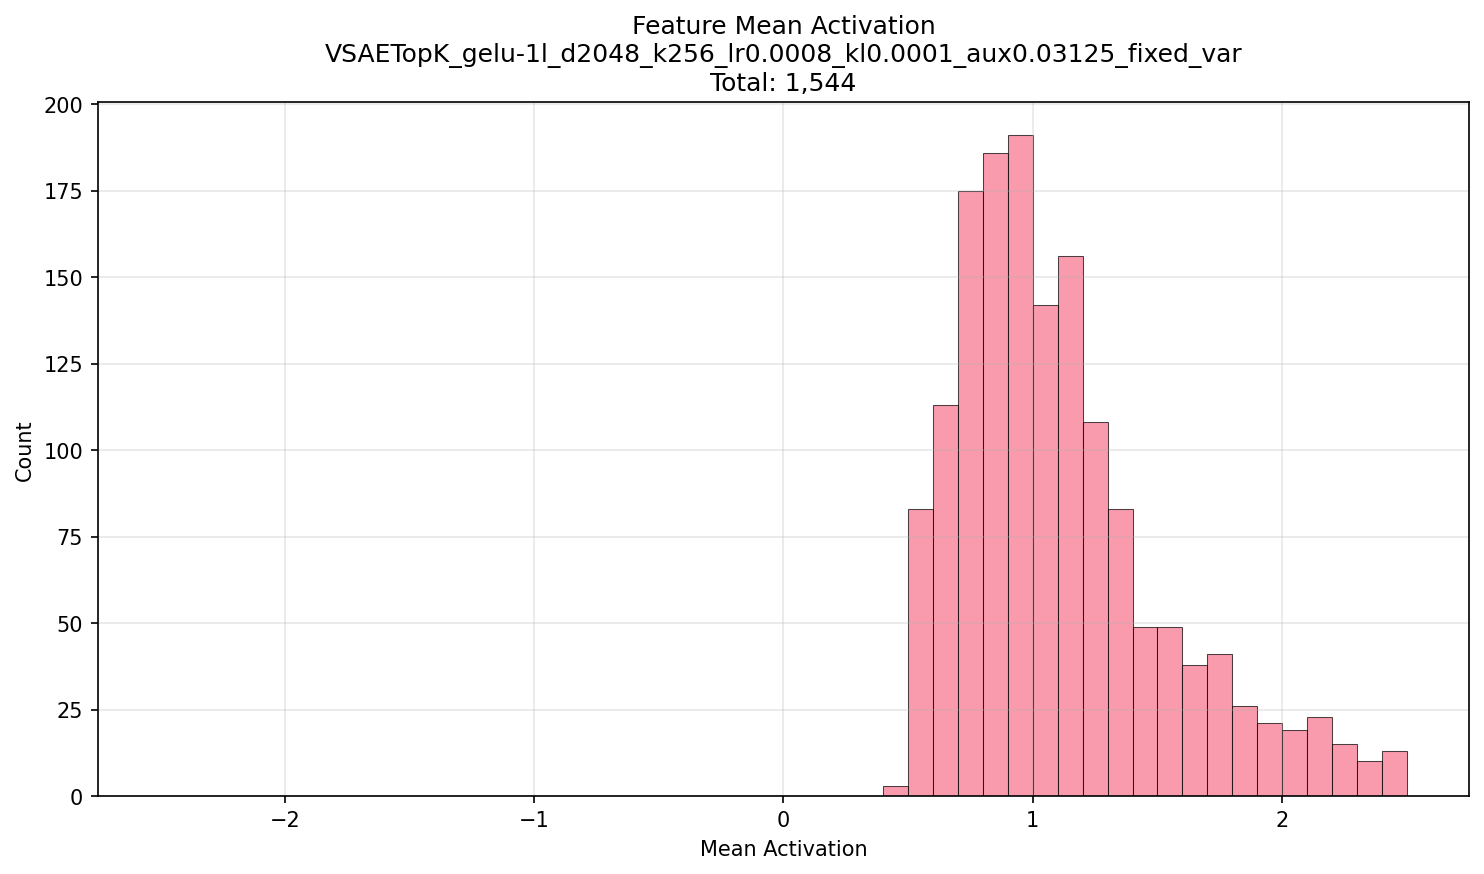 Feature Mean Activation
VSAETopK_gelu-1l_d2048_k256_lr0.0008_kl0.0001_aux0.03125_fixed_var
Total: 1,544
200
175
150
125
100
75
50
25
0
Count
−2
−1
0
1
2
Mean Activation